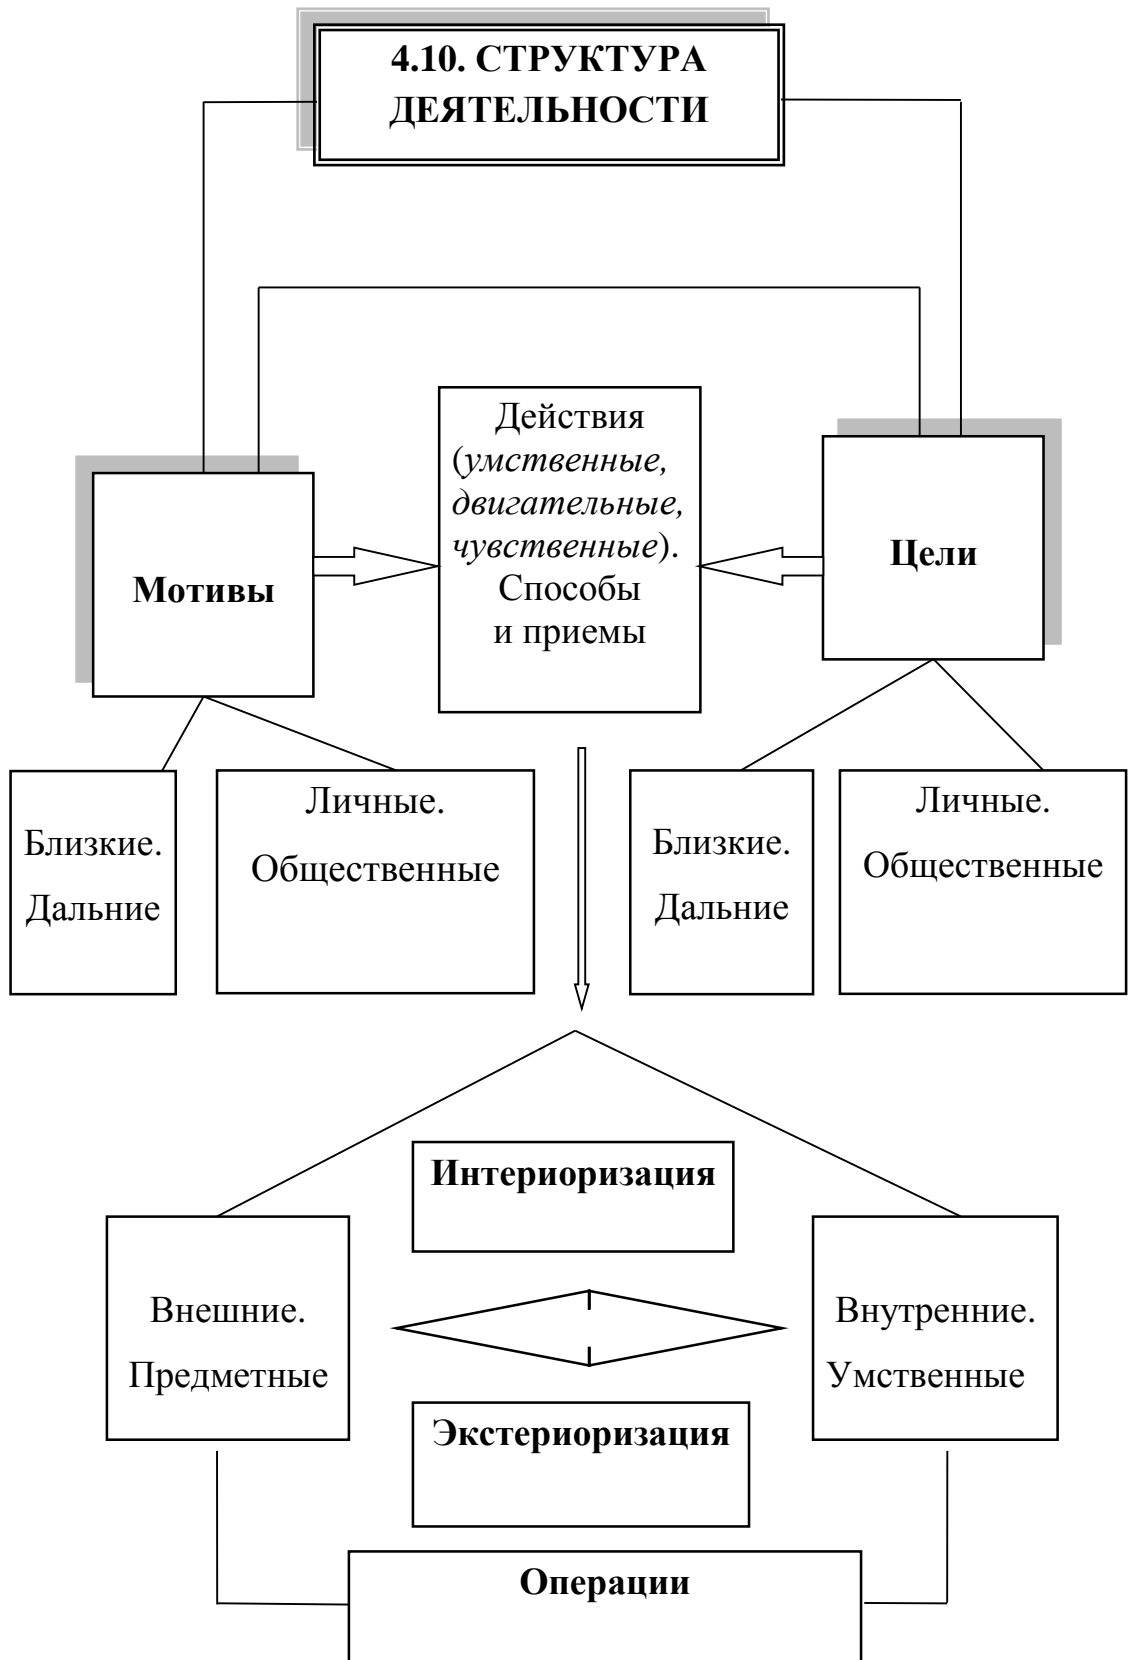 4.10. СТРУКТУРА
ДЕЯТЕЛЬНОСТИ
Действия
(умственные,
двигательные,
чувственные).
Способы
и приемы
Мотивы
Цели
Близкие.
Дальние
Личные.
Общественные
Близкие.
Дальние
Личные.
Общественные
Интериоризация
Внешние.
Предметные
Внутренние.
Умственные
Экстериоризация
Операции